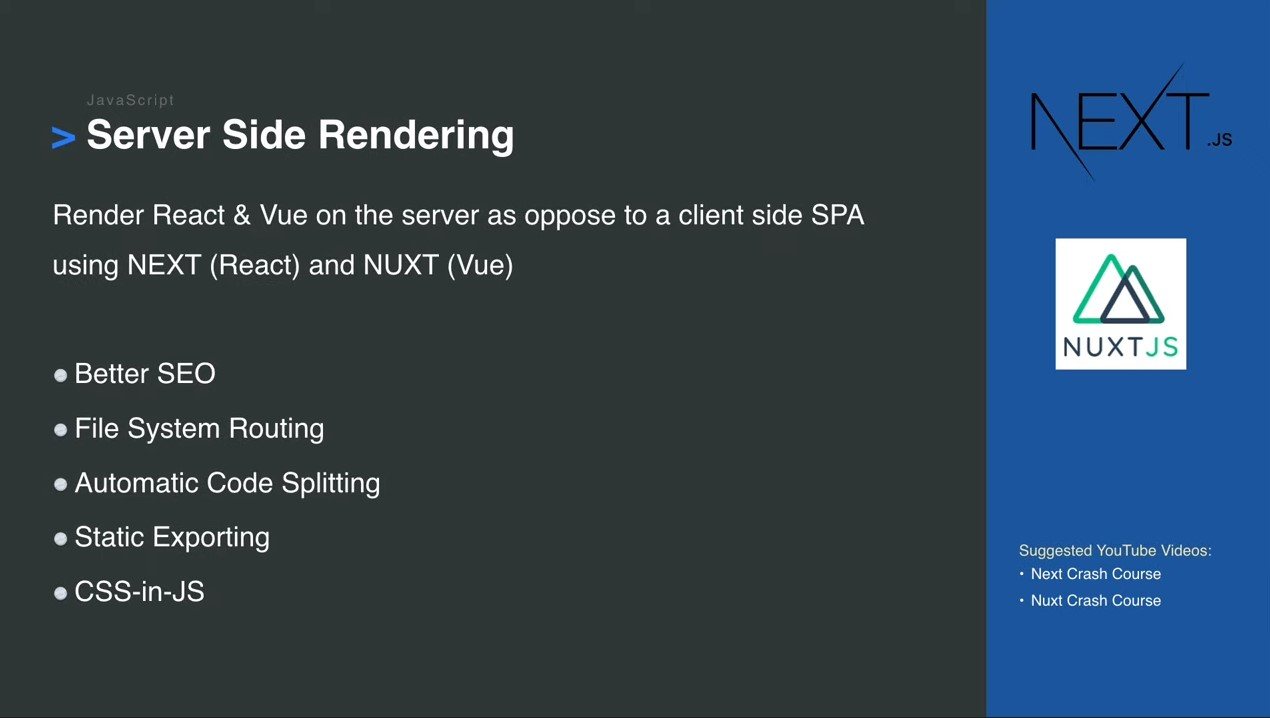 JavaScript
> Server Side Rendering
Render React & Vue on the server as oppose to a client side SPA
using NEXT (React) and NUXT (Vue)
Better SEO
File System Routing
Automatic Code Splitting
Static Exporting
CSS-in-JS
NEXT.JS
NUXTJS
Suggested YouTube Videos:
• Next Crash Course
• Nuxt Crash Course